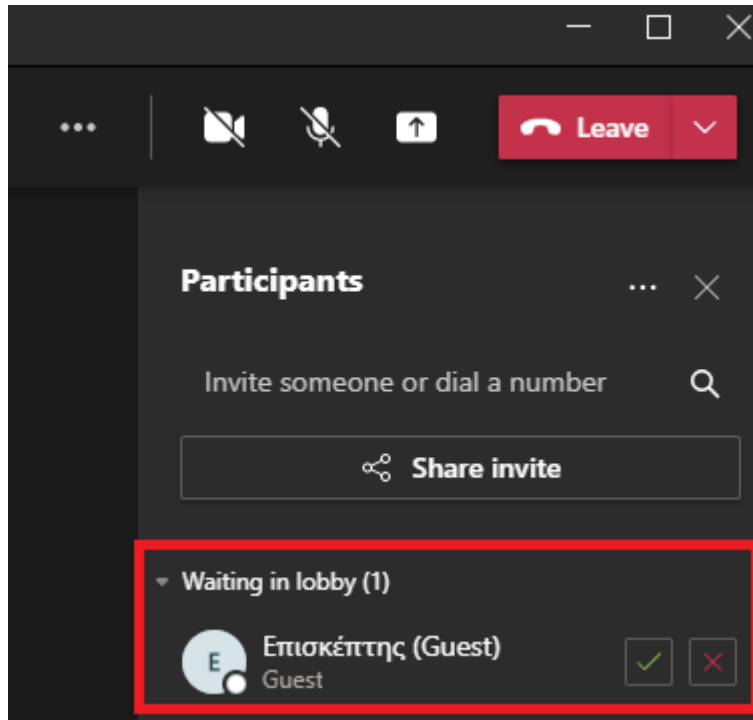 Leave
Participants
Invite someone or dial a number
Share invite
Waiting in lobby (1)
E
Επισκέπτης (Guest)
Guest